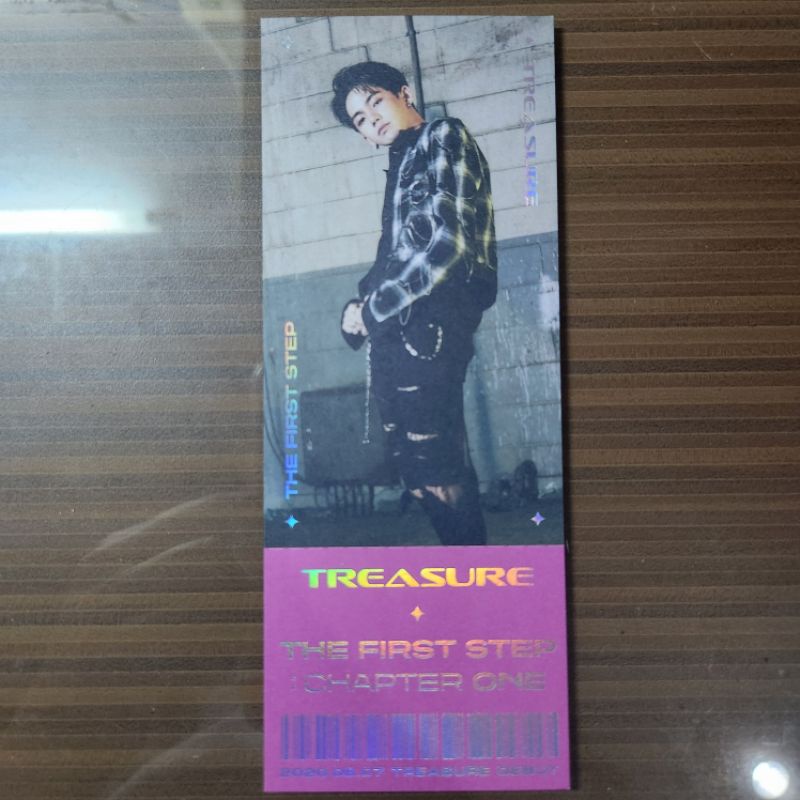 TREASURE
THE FIRST STEP
TREASURE
THE FIRST STEP
: CHAPTER ONE
2020.08.07 TREASURE DEBUT